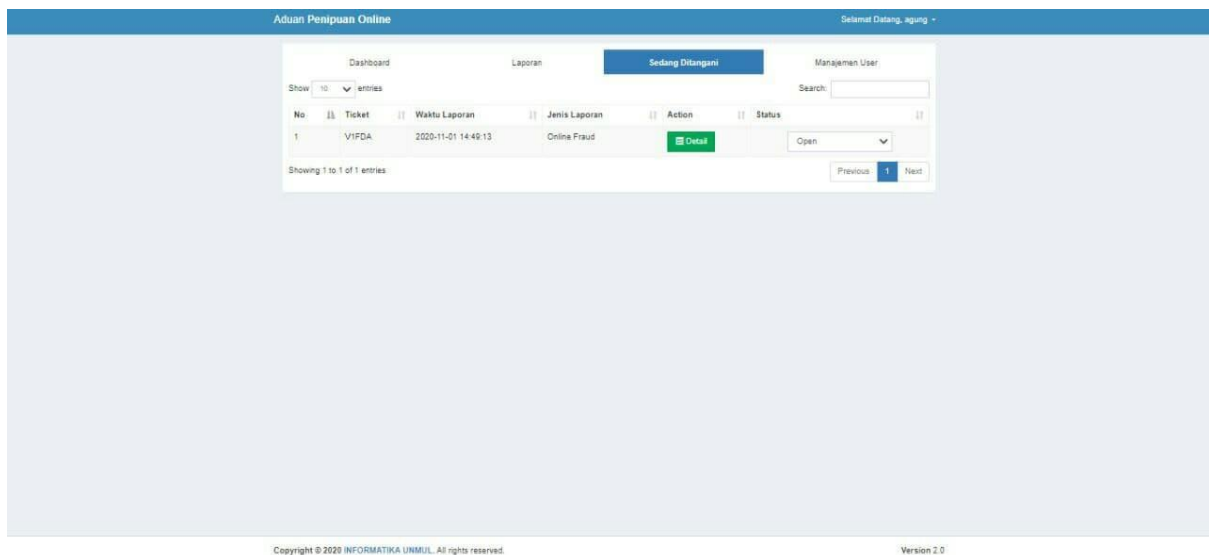 Aduan Penipuan Online Selamat Datang, agung
Dashboard Laporan Sedang Ditangani Manajemen User
Show 10 entries Search:
No Ticket Waktu Laporan Jenis Laporan Action Status
1 V1FDA 2020-11-01 14:49:13 Online Fraud Detail Open
Showing 1 to 1 of 1 entries Previous 1 Next
Copyright © 2020 INFORMATIKA UNMUL. All rights reserved. Version 2.0